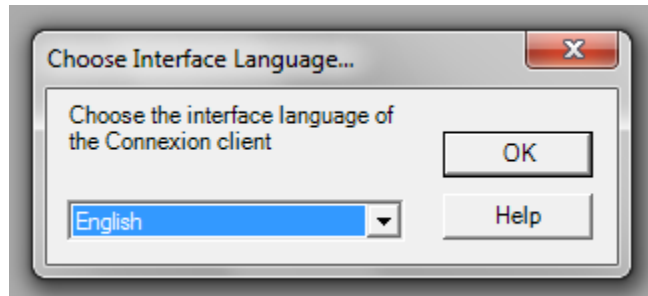 Choose Interface Language...
Choose the interface language of
the Connexion client
OK
English
Help